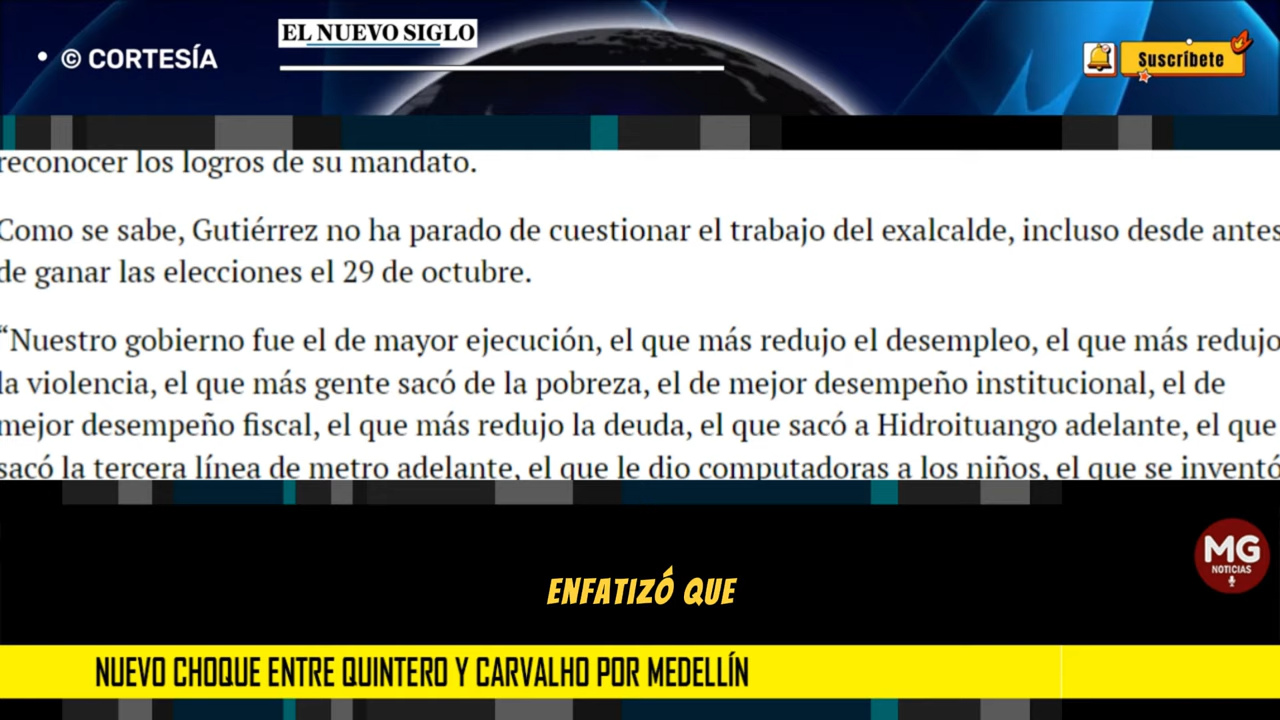 © CORTESÍA
EL NUEVO SIGLO
Suscríbete
reconocer los logros de su mandato.
Como se sabe, Gutiérrez no ha parado de cuestionar el trabajo del exalcalde, incluso desde antes
de ganar las elecciones el 29 de octubre.
“Nuestro gobierno fue el de mayor ejecución, el que más redujo el desempleo, el que más redujo
la violencia, el que más gente sacó de la pobreza, el de mejor desempeño institucional, el de
mejor desempeño fiscal, el que más redujo la deuda, el que sacó a Hidroituango adelante, el que
sacó la tercera línea de metro adelante, el que le dio computadoras a los niños, el que se inventó
MG
NOTICIAS
ENFATIZÓ QUE
NUEVO CHOQUE ENTRE QUINTERO Y CARVALHO POR MEDELLÍN